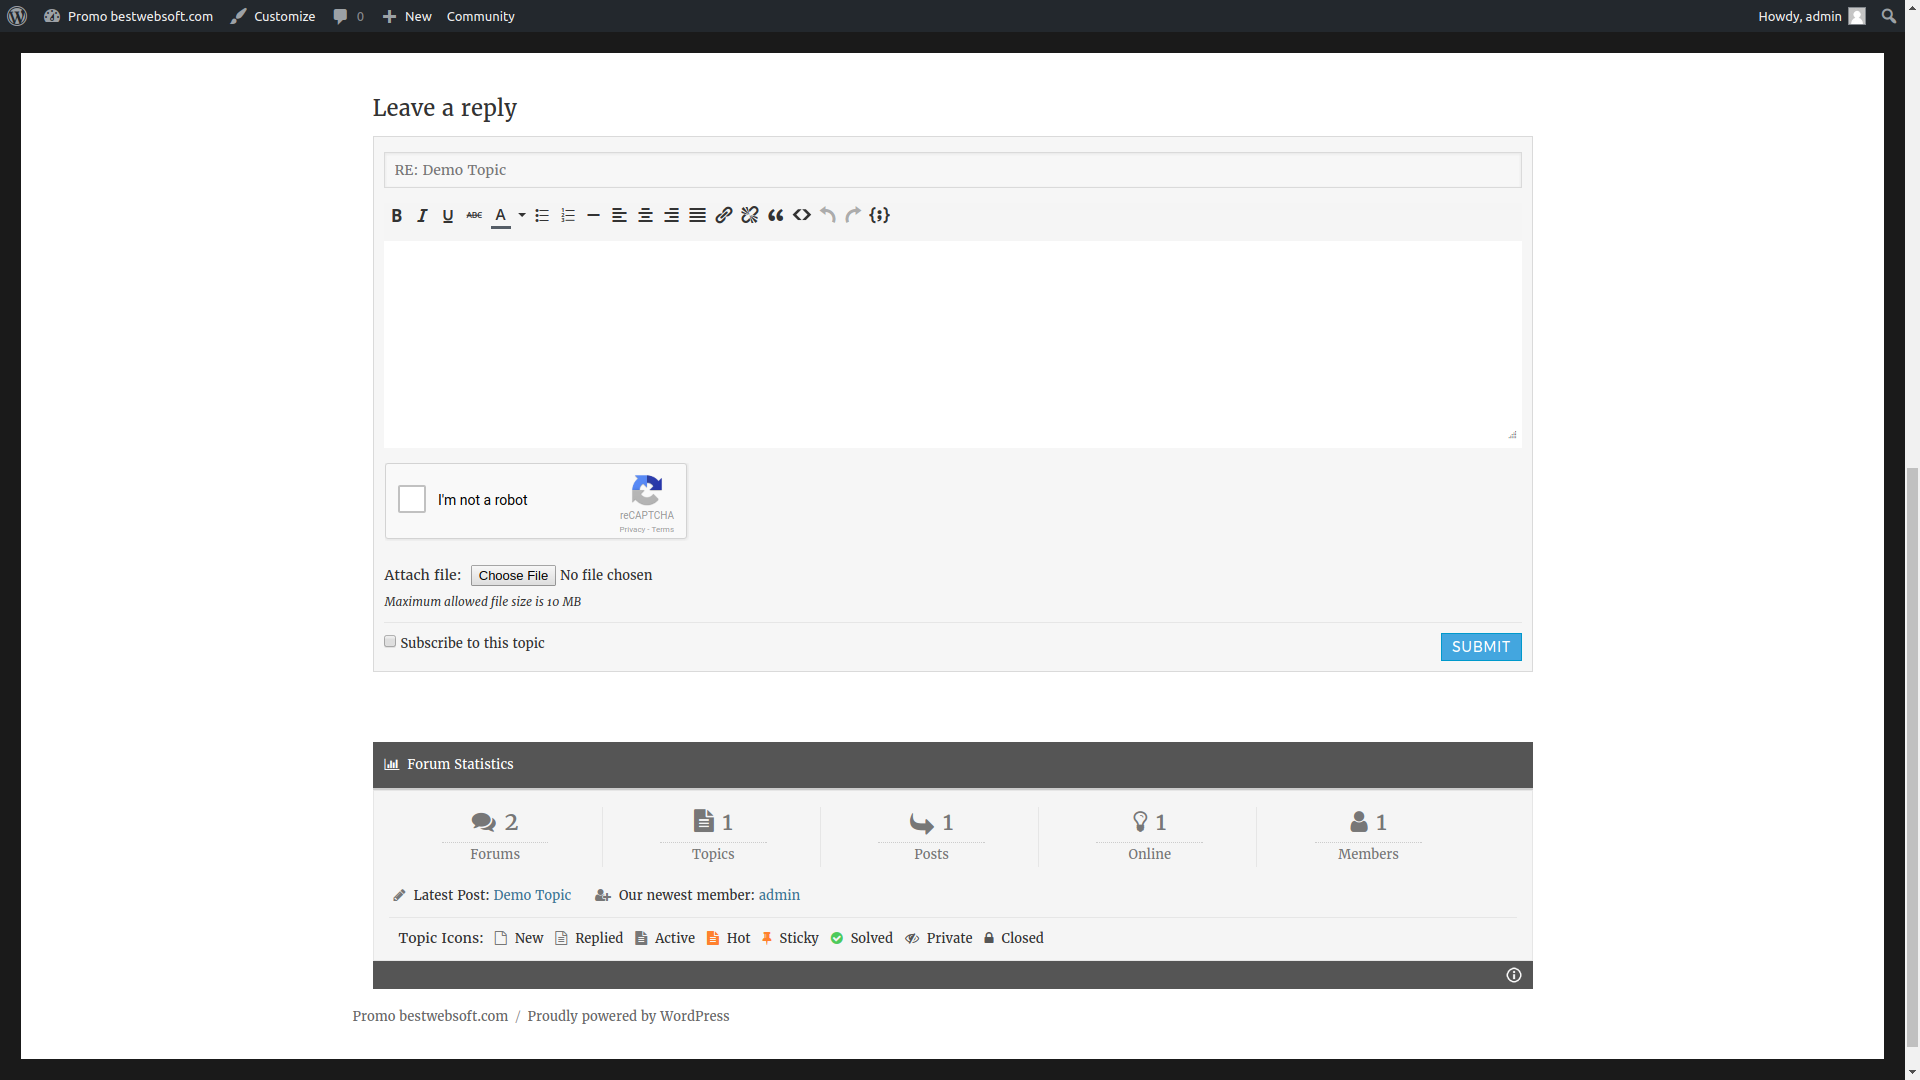 Promo bestwebsoft.com Customize 0 New Community Howdy, admin
Leave a reply
RE: Demo Topic
B I U ABC A
I'm not a robot
reCAPTCHA
Privacy - Terms
Attach file: Choose File No file chosen
Maximum allowed file size is 10 MB
Subscribe to this topic SUBMIT
Forum Statistics
2 1 1 1 1
Forums Topics Posts Online Members
Latest Post: Demo Topic Our newest member: admin
Topic Icons: New Replied Active Hot Sticky Solved Private Closed
Promo bestwebsoft.com / Proudly powered by WordPress